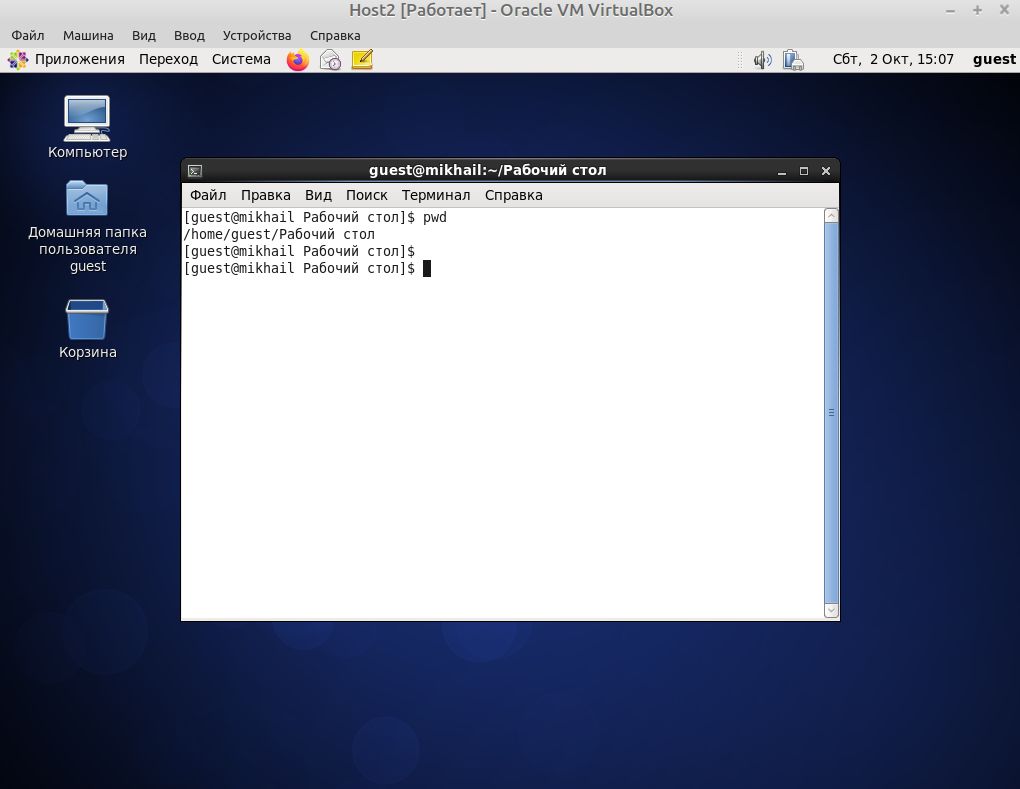 Host2 [Работает] - Oracle VM VirtualBox
Файл Машина Вид Ввод Устройства Справка
Приложения Переход Система Сбт, 2 Окт, 15:07 guest
Компьютер
Домашняя папка
пользователя
guest
Корзина
guest@mikhail:~/Рабочий стол
Файл Правка Вид Поиск Терминал Справка
[guest@mikhail Рабочий стол]$ pwd
/home/guest/Рабочий стол
[guest@mikhail Рабочий стол]$
[guest@mikhail Рабочий стол]$